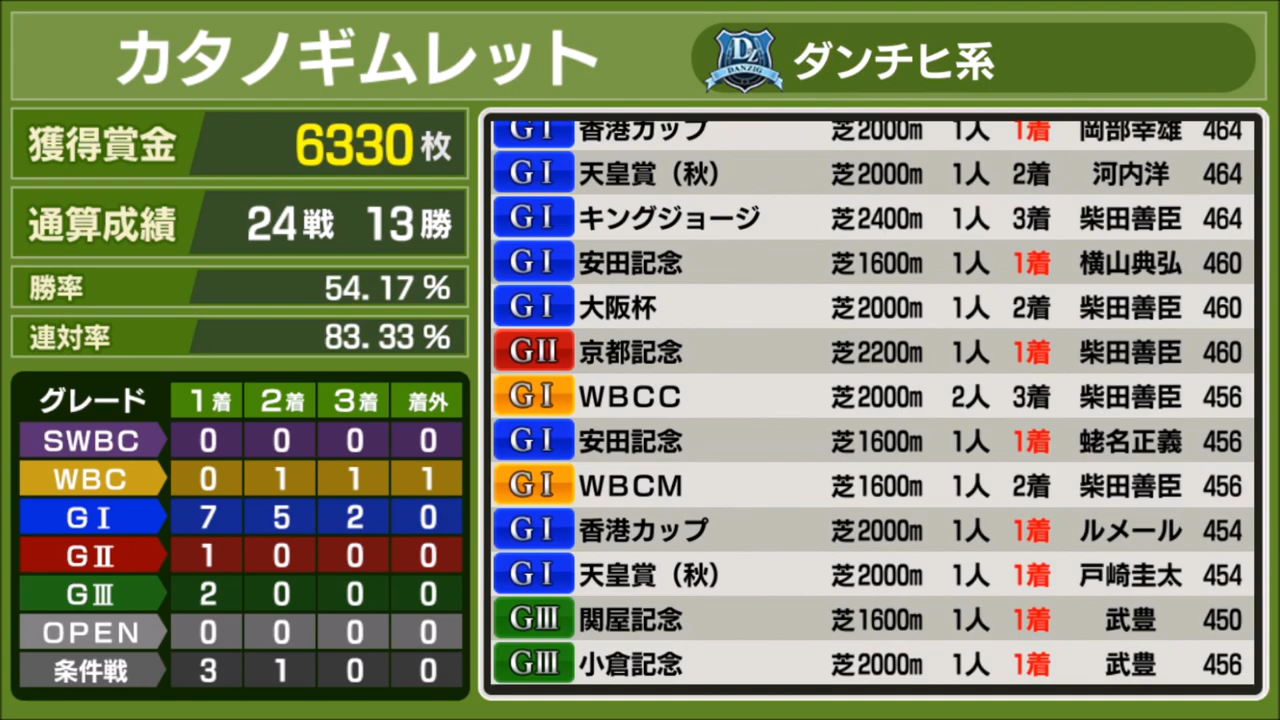 カタノギムレット
DZ
DANZIG
ダンチヒ系
獲得賞金 6330枚
通算成績 24戦 13勝
勝率 54.17%
連対率 83.33%
グレード 1着 2着 3着 着外
SWBC 0 0 0 0
WBC 0 1 1 1
GⅠ 7 5 2 0
GⅡ 1 0 0 0
GⅢ 2 0 0 0
OPEN 0 0 0 0
条件戦 3 1 0 0
GⅠ 香港カップ 芝2000m 1人 1着 岡部幸雄 464
GⅠ 天皇賞（秋） 芝2000m 1人 2着 河内洋 464
GⅠ キングジョージ 芝2400m 1人 3着 柴田善臣 464
GⅠ 安田記念 芝1600m 1人 1着 横山典弘 460
GⅠ 大阪杯 芝2000m 1人 2着 柴田善臣 460
GⅡ 京都記念 芝2200m 1人 1着 柴田善臣 460
GⅠ WBCC 芝2000m 2人 3着 柴田善臣 456
GⅠ 安田記念 芝1600m 1人 1着 蛯名正義 456
GⅠ WBCM 芝1600m 1人 2着 柴田善臣 456
GⅠ 香港カップ 芝2000m 1人 1着 ルメール 454
GⅠ 天皇賞（秋） 芝2000m 1人 1着 戸崎圭太 454
GⅢ 関屋記念 芝1600m 1人 1着 武豊 450
GⅢ 小倉記念 芝2000m 1人 1着 武豊 456